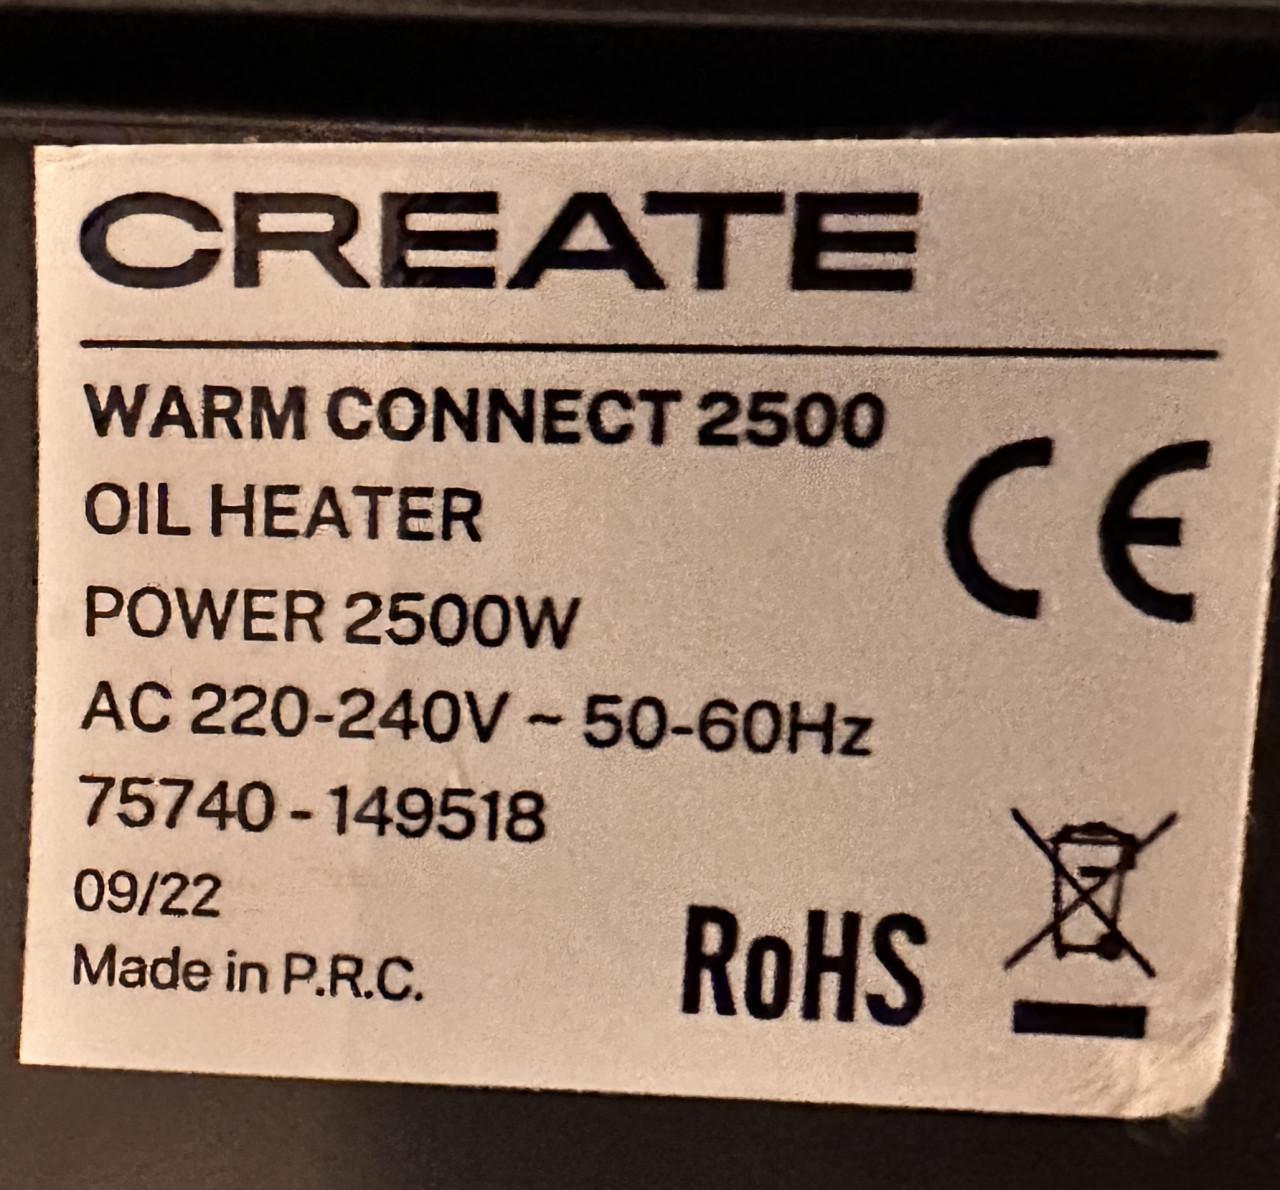 CREATE
WARM CONNECT 2500
OIL HEATER
POWER 2500W
AC 220-240V ~ 50-60Hz
75740 - 149518
09/22
Made in P.R.C.
CE
RoHS